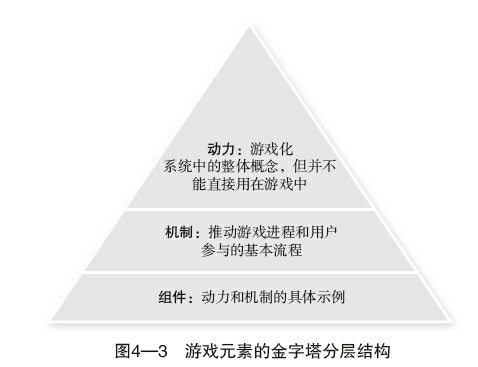 动力：游戏化
系统中的整体概念，但并不
能直接用在游戏中
机制：推动游戏进程和用户
参与的基本流程
组件：动力和机制的具体示例
图4—3 游戏元素的金字塔分层结构